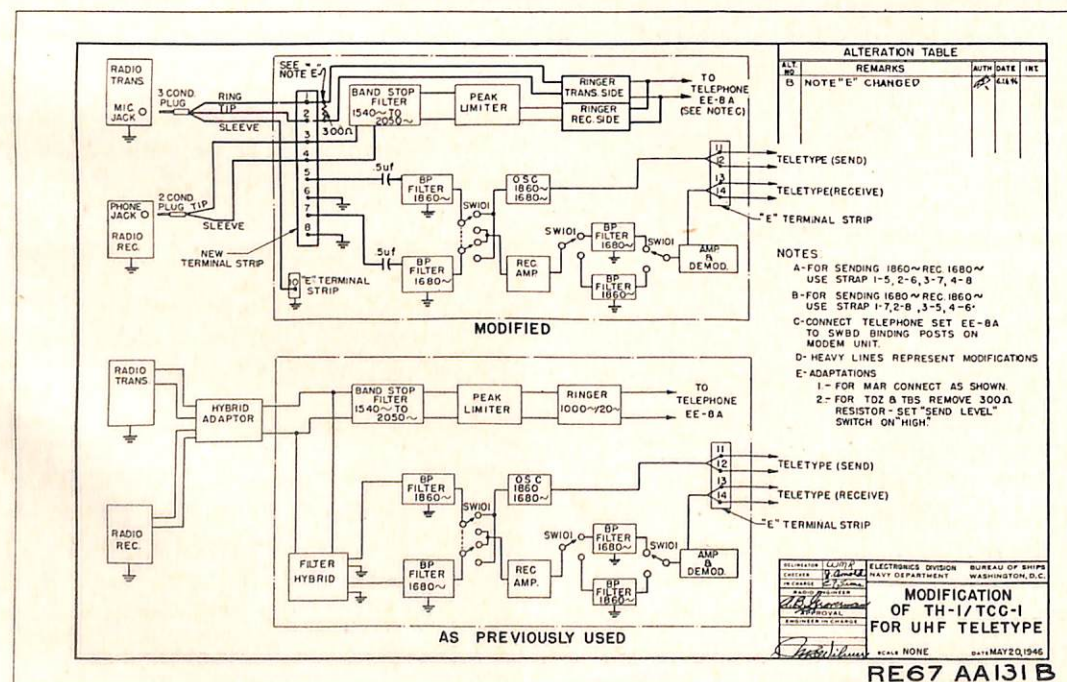 ALTERATION TABLE
ALT. NO
REMARKS
AUTH
DATE
INT.
B
NOTE "E" CHANGED
RADIO TRANS.
MIC JACK
3 COND. PLUG
RING
TIP
SLEEVE
SEE NOTE E
1
2
3
4
5
6
7
8
300Ω
BAND STOP
FILTER
1540~ TO
2050~
PEAK
LIMITER
RINGER
TRANS. SIDE
RINGER
REC. SIDE
TO
TELEPHONE
EE-8A
(SEE NOTE C)
PHONE JACK
RADIO REC.
2 COND. PLUG
TIP
SLEEVE
NEW
TERMINAL STRIP
10
"E" TERMINAL
STRIP
.5uf
BP
FILTER
1860~
.5uf
BP
FILTER
1680~
SW101
OSC
1860~
1680~
REC
AMP
SW101
BP
FILTER
1680~
BP
FILTER
1860~
SW101
AMP
&
DEMOD.
11
12
13
14
TELETYPE (SEND)
TELETYPE(RECEIVE)
"E" TERMINAL STRIP
MODIFIED
NOTES
A-FOR SENDING 1860~ REC. 1680~
USE STRAP 1-5, 2-6, 3-7, 4-8
B-FOR SENDING 1680~ REC. 1860~
USE STRAP 1-7, 2-8, 3-5, 4-6.
C-CONNECT TELEPHONE SET EE-8A
TO SWBD BINDING POSTS ON
MODEM UNIT.
D- HEAVY LINES REPRESENT MODIFICATIONS
E- ADAPTATIONS
1.- FOR MAR CONNECT AS SHOWN.
2.- FOR TDZ & TBS REMOVE 300Ω
RESISTOR - SET "SEND LEVEL"
SWITCH ON "HIGH."
RADIO
TRANS.
HYBRID
ADAPTOR
RADIO
REC.
BAND STOP
FILTER
1540~ TO
2050~
PEAK
LIMITER
RINGER
1000~/20~
TO
TELEPHONE
EE-8A
FILTER
HYBRID
BP
FILTER
1860~
BP
FILTER
1680~
SW101
OSC
1860
1680~
REC
AMP.
SW101
BP
FILTER
1680~
BP
FILTER
1860~
SW101
AMP
&
DEMOD.
11
12
13
14
TELETYPE (SEND)
TELETYPE (RECEIVE)
"E" TERMINAL STRIP
AS PREVIOUSLY USED
DELINEATOR
CHECKER
IN CHARGE
RADIO ENGINEER
APPROVAL
ENGINEER IN CHARGE
ELECTRONICS DIVISION BUREAU OF SHIPS
NAVY DEPARTMENT WASHINGTON, D.C.
MODIFICATION
OF TH-1/TCC-1
FOR UHF TELETYPE
SCALE NONE
DATE MAY 20, 1946
RE67 AA131 B